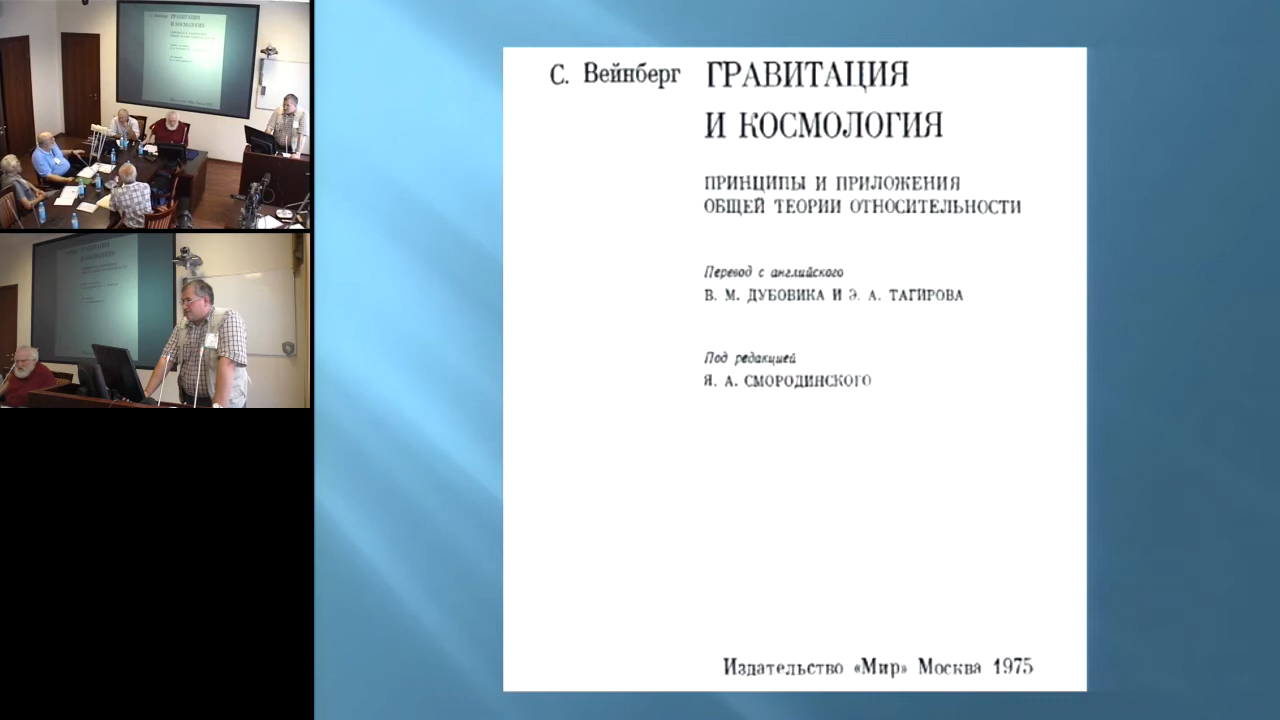 С. Вейнберг ГРАВИТАЦИЯ
И КОСМОЛОГИЯ
ПРИНЦИПЫ И ПРИЛОЖЕНИЯ
ОБЩЕЙ ТЕОРИИ ОТНОСИТЕЛЬНОСТИ
Перевод с английского
В. М. ДУБОВИКА И Э. А. ТАГИРОВА
Под редакцией
Я. А. СМОРОДИНСКОГО
Издательство «Мир» Москва 1975